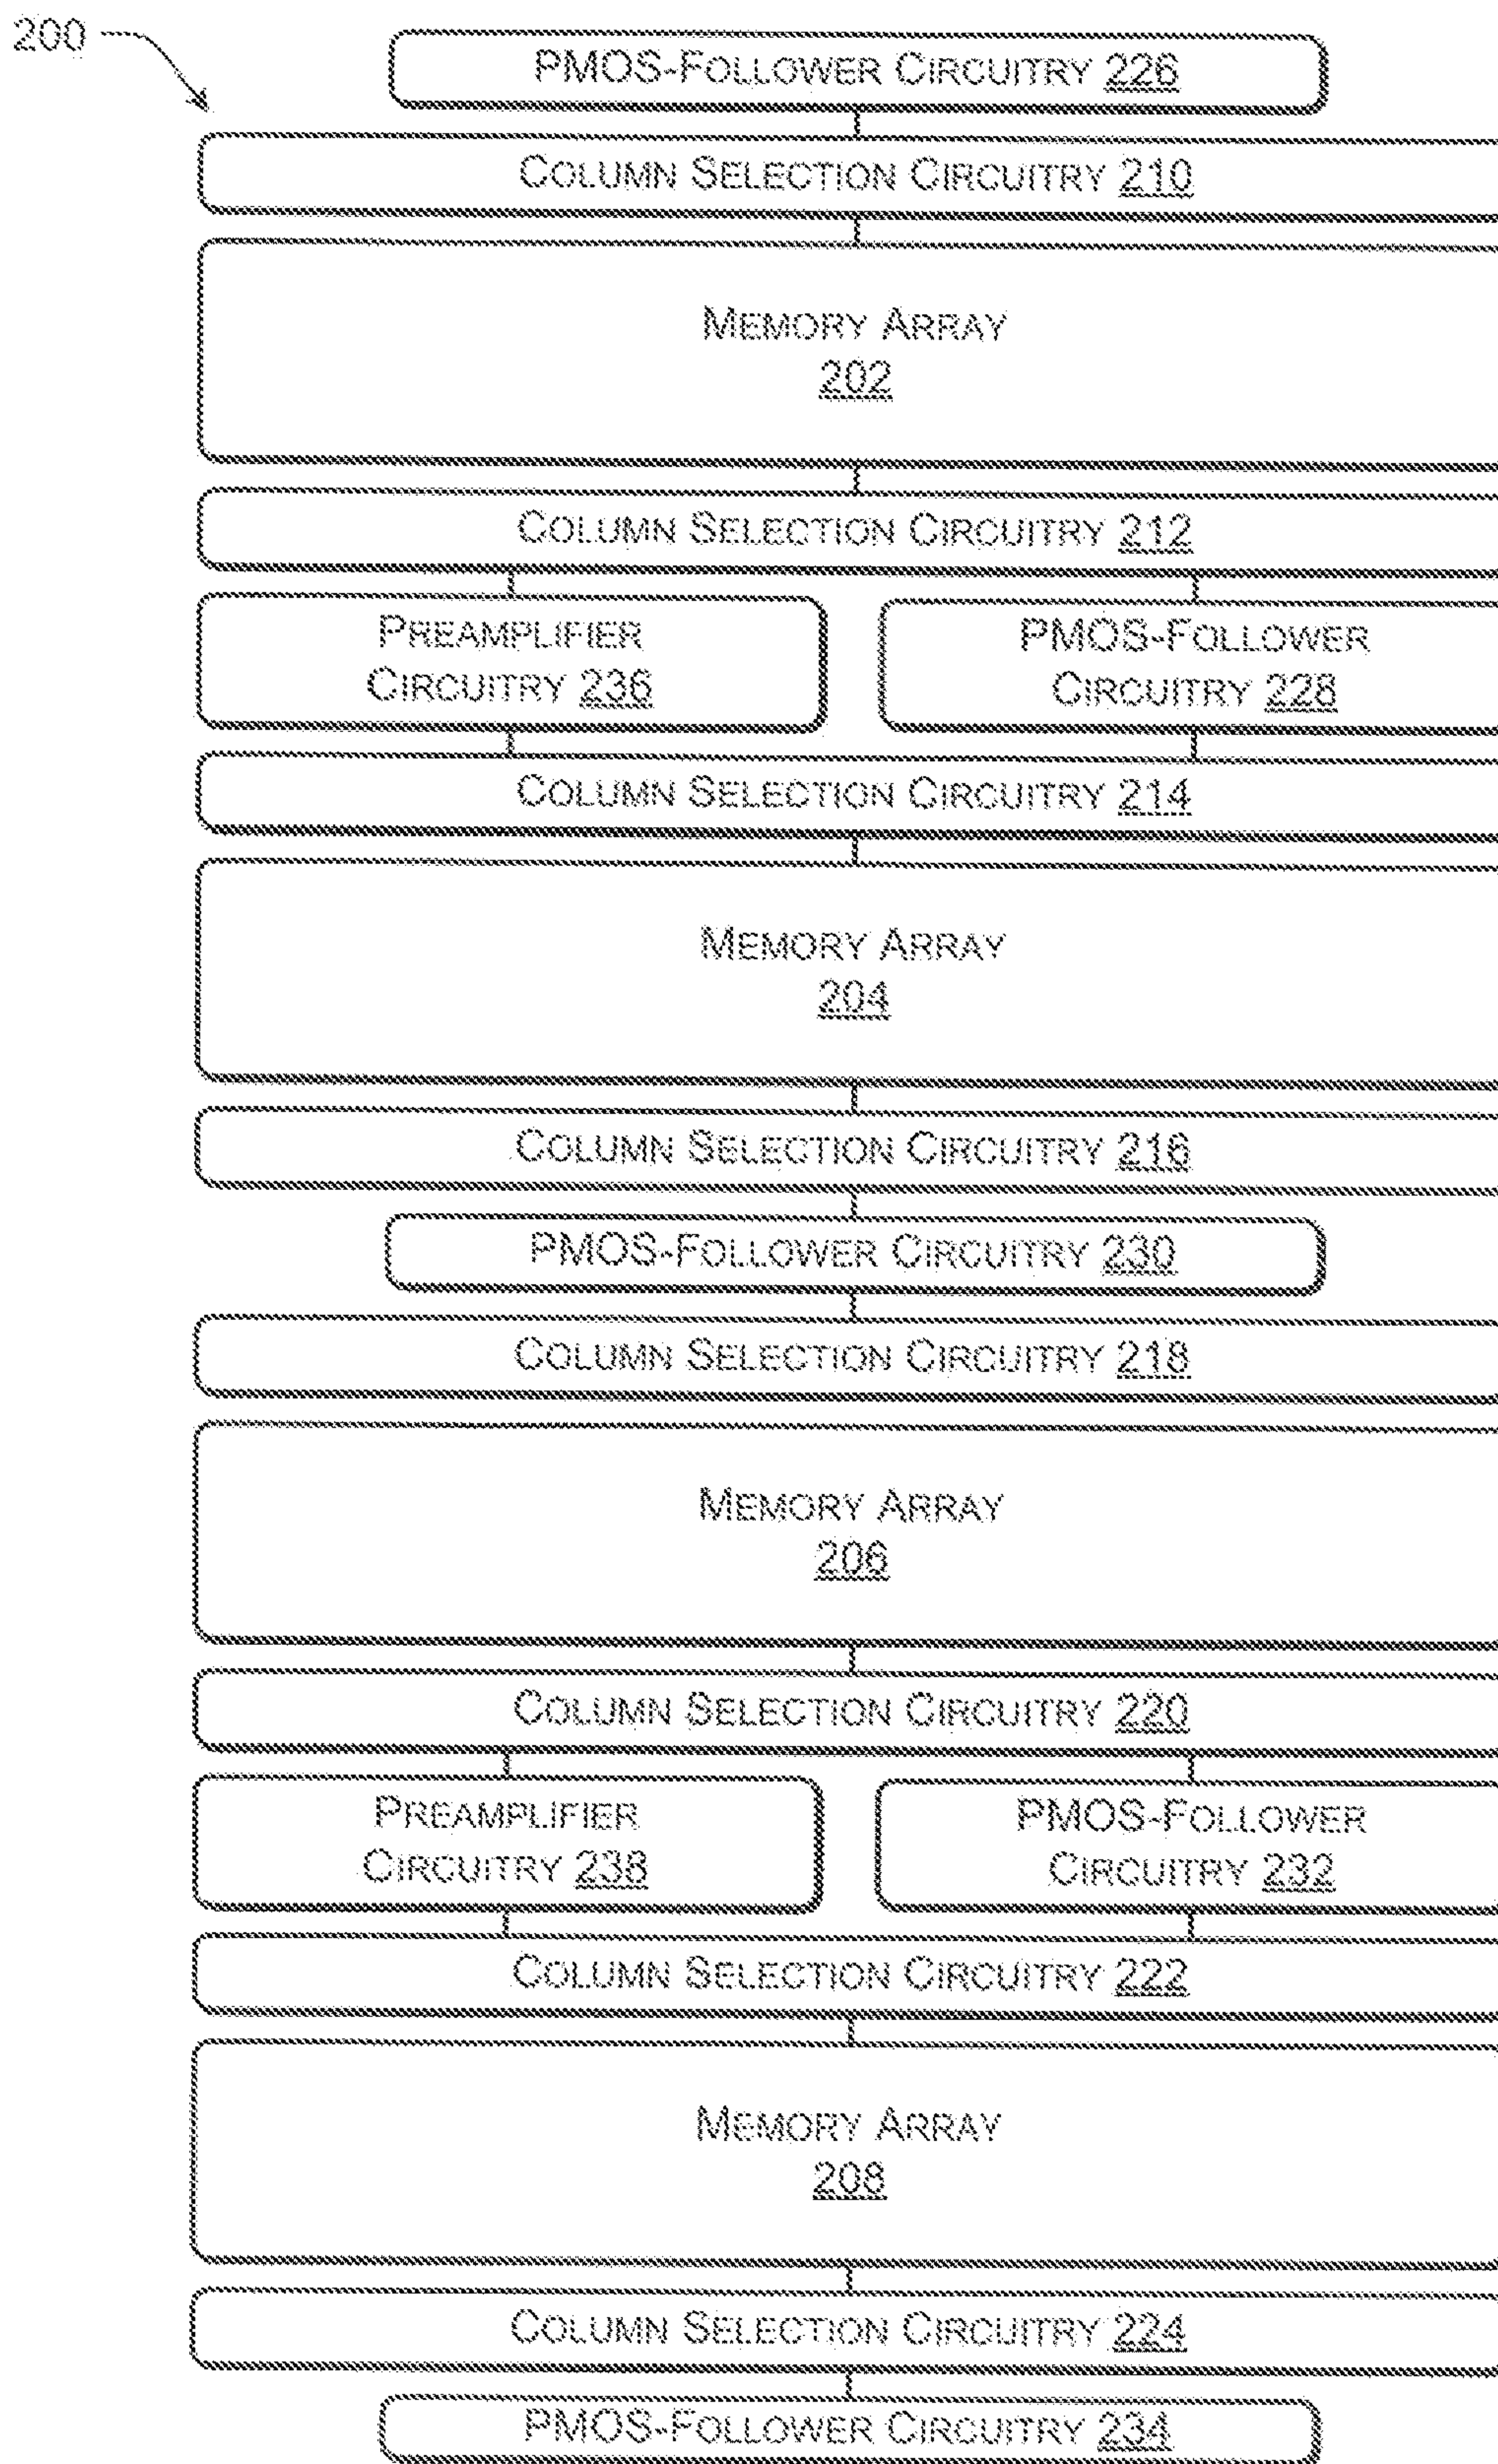 200
PMOS-FOLLOWER CIRCUITRY 226
COLUMN SELECTION CIRCUITRY 210
MEMORY ARRAY
202
COLUMN SELECTION CIRCUITRY 212
PREAMPLIFIER
CIRCUITRY 236
PMOS-FOLLOWER
CIRCUITRY 228
COLUMN SELECTION CIRCUITRY 214
MEMORY ARRAY
204
COLUMN SELECTION CIRCUITRY 216
PMOS-FOLLOWER CIRCUITRY 230
COLUMN SELECTION CIRCUITRY 218
MEMORY ARRAY
206
COLUMN SELECTION CIRCUITRY 220
PREAMPLIFIER
CIRCUITRY 238
PMOS-FOLLOWER
CIRCUITRY 232
COLUMN SELECTION CIRCUITRY 222
MEMORY ARRAY
208
COLUMN SELECTION CIRCUITRY 224
PMOS-FOLLOWER CIRCUITRY 234